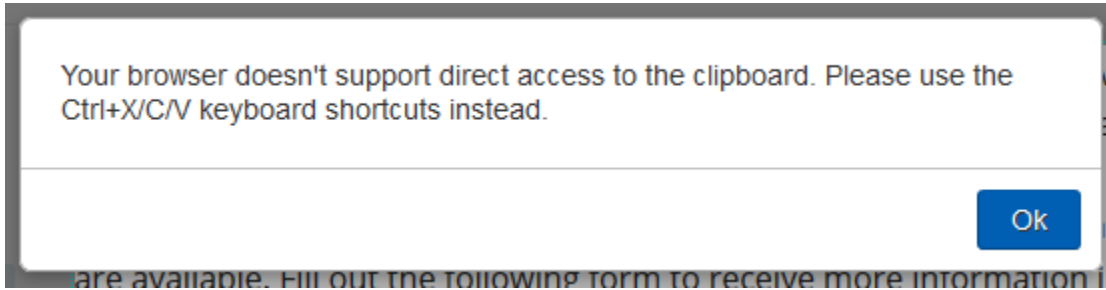 Your browser doesn't support direct access to the clipboard. Please use the
Ctrl+X/C/V keyboard shortcuts instead.
Ok
are available. Fill out the following form to receive more information